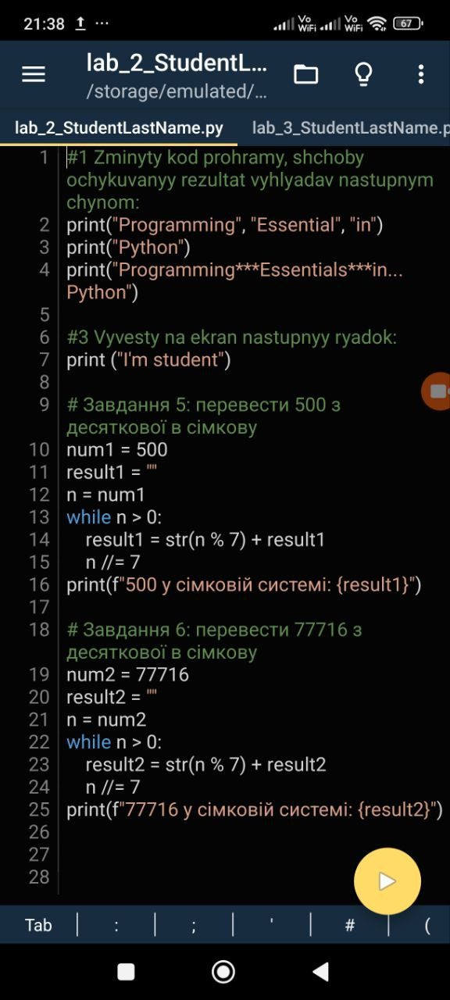 21:38 ... Vo WiFi Vo WiFi 67
lab_2_StudentL...
/storage/emulated/...
lab_2_StudentLastName.py lab_3_StudentLastName.p
1 #1 Zminyty kod prohramy, shchoby
ochykuvanyy rezultat vyhlyadav nastupnym
chynom:
2 print("Programming", "Essential", "in")
3 print("Python")
4 print("Programming***Essentials***in...
Python")
5
6 #3 Vyvesty na ekran nastupnyy ryadok:
7 print ("I'm student")
8
9 # Завдання 5: перевести 500 з
десяткової в сімкову
10 num1 = 500
11 result1 = ""
12 n = num1
13 while n > 0:
14 result1 = str(n % 7) + result1
15 n //= 7
16 print(f"500 у сімковій системі: {result1}")
17
18 # Завдання 6: перевести 77716 з
десяткової в сімкову
19 num2 = 77716
20 result2 = ""
21 n = num2
22 while n > 0:
23 result2 = str(n % 7) + result2
24 n //= 7
25 print(f"77716 у сімковій системі: {result2}")
26
27
28
Tab : ; ' # (